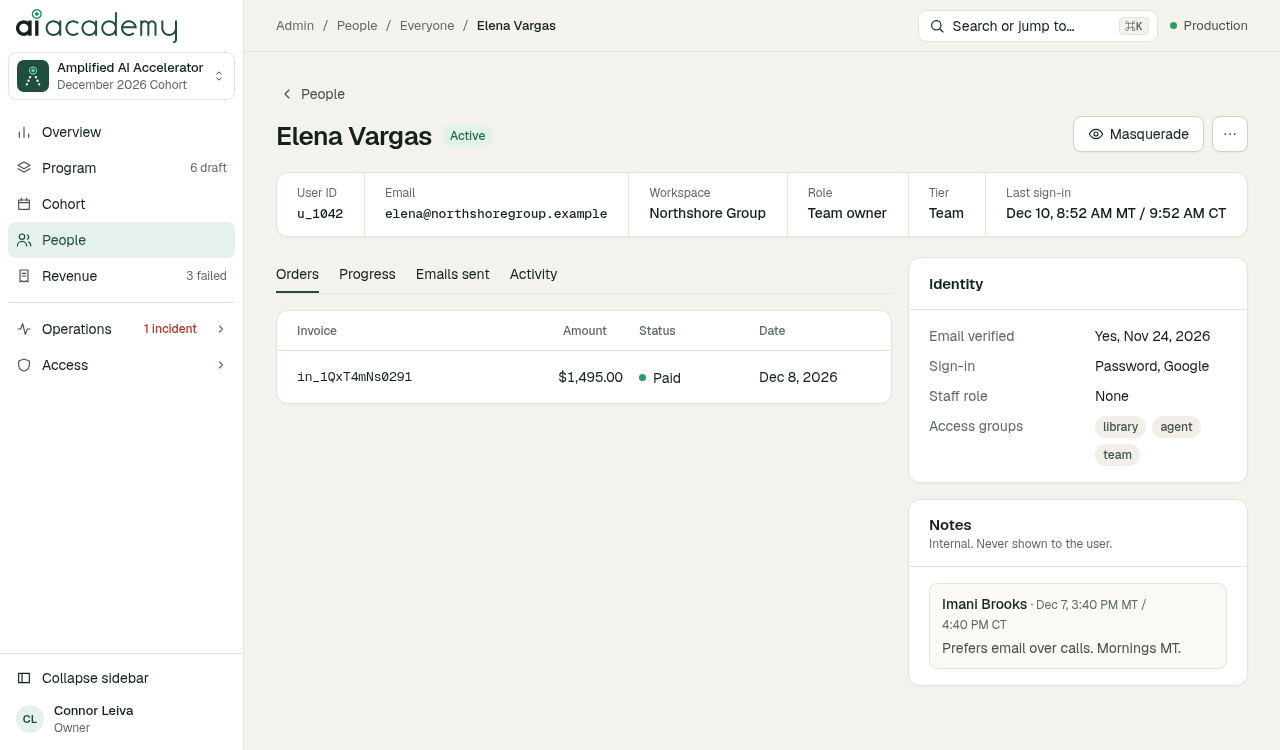 ai academy
Amplified AI Accelerator
December 2026 Cohort
Overview
Program 6 draft
Cohort
People
Revenue 3 failed
Operations 1 incident
Access
Collapse sidebar
CL
Connor Leiva
Owner
Admin / People / Everyone / Elena Vargas
Search or jump to... ⌘K
Production
People
Elena Vargas Active
Masquerade
...
User ID
u_1042
Email
elena@northshoregroup.example
Workspace
Northshore Group
Role
Team owner
Tier
Team
Last sign-in
Dec 10, 8:52 AM MT / 9:52 AM CT
Orders Progress Emails sent Activity
Invoice Amount Status Date
in_1QxT4mNs0291 $1,495.00 Paid Dec 8, 2026
Identity
Email verified Yes, Nov 24, 2026
Sign-in Password, Google
Staff role None
Access groups library agent
team
Notes
Internal. Never shown to the user.
Imani Brooks · Dec 7, 3:40 PM MT /
4:40 PM CT
Prefers email over calls. Mornings MT.